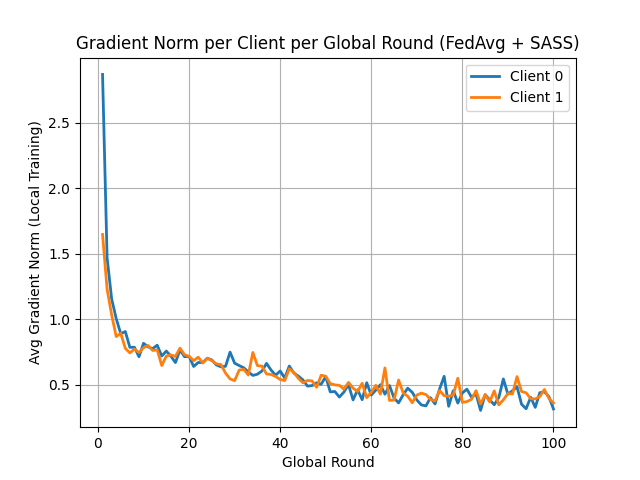 Gradient Norm per Client per Global Round (FedAvg + SASS)
Client 0
Client 1
Avg Gradient Norm (Local Training)
2.5
2.0
1.5
1.0
0.5
0
20
40
60
80
100
Global Round